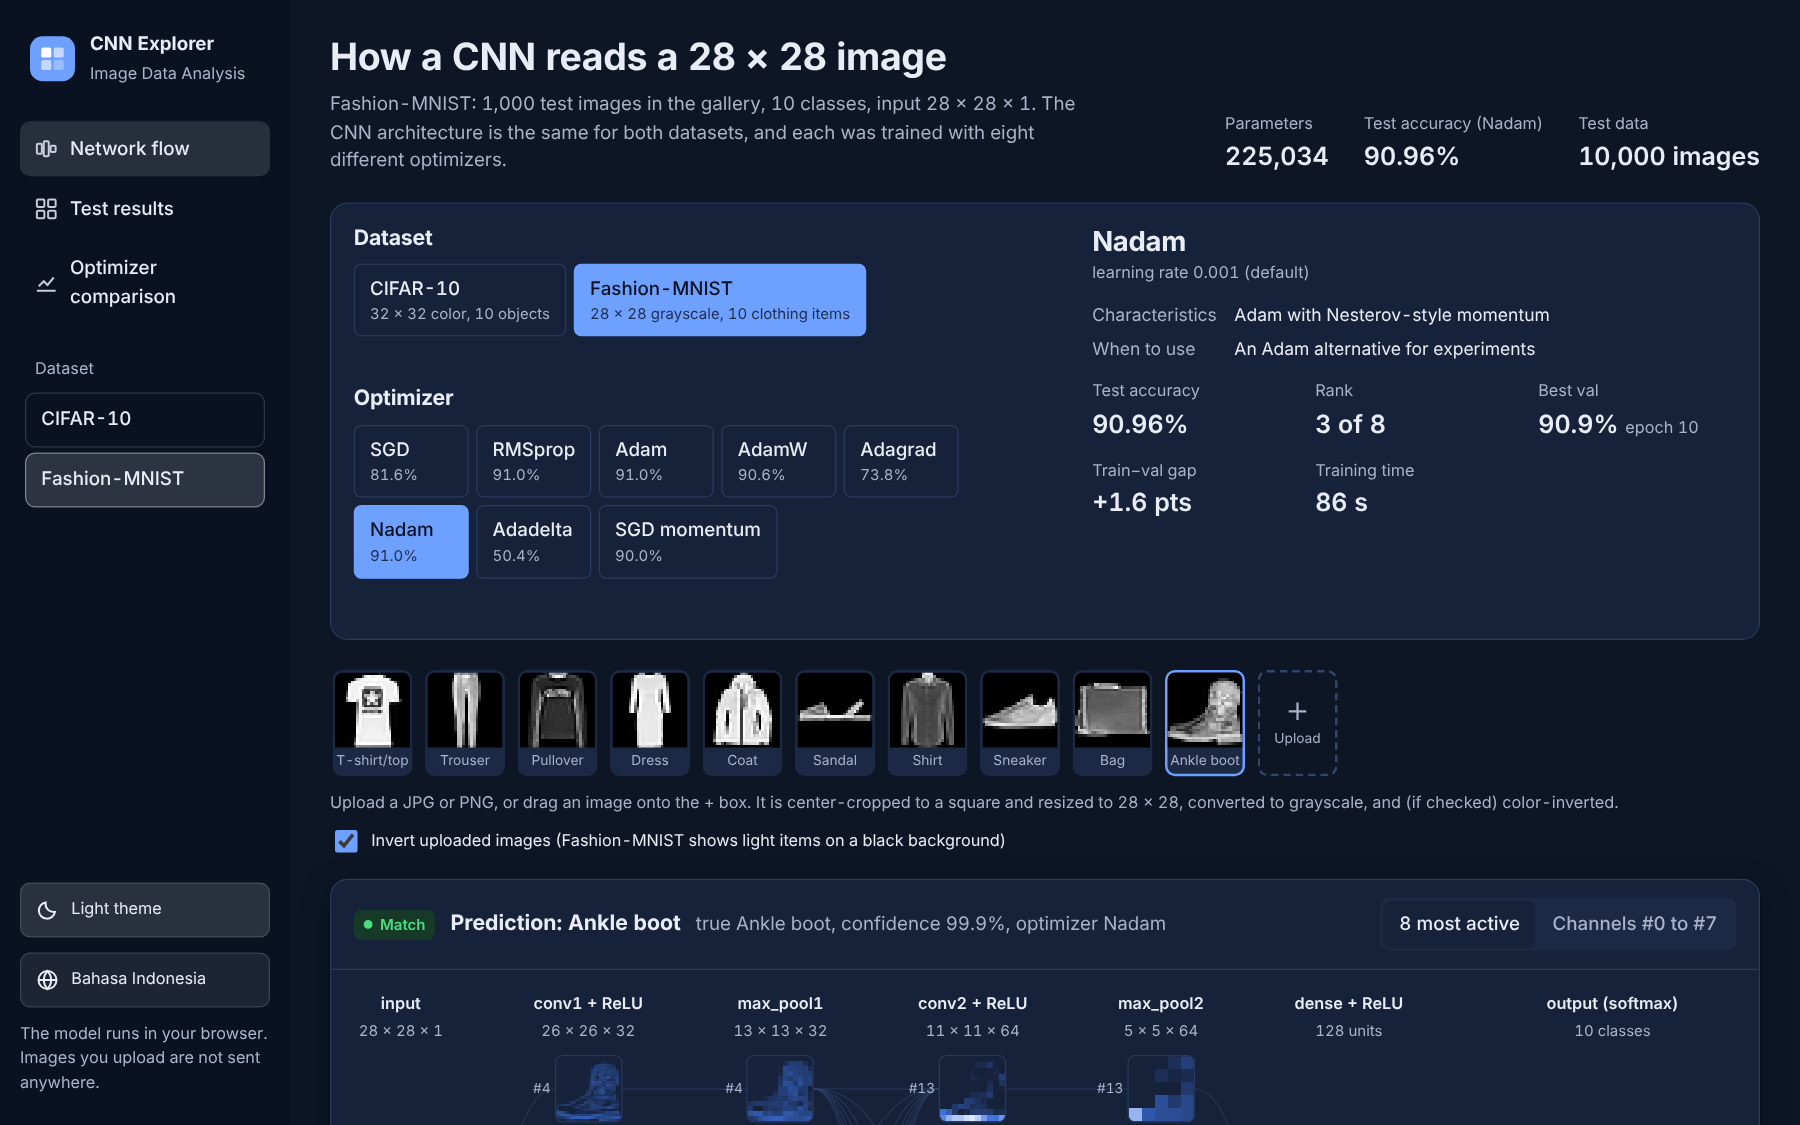 CNN Explorer
Image Data Analysis
Network flow
Test results
Optimizer
comparison
Dataset
CIFAR-10
Fashion-MNIST
Light theme
Bahasa Indonesia
The model runs in your browser.
Images you upload are not sent
anywhere.
How a CNN reads a 28 × 28 image
Fashion-MNIST: 1,000 test images in the gallery, 10 classes, input 28 × 28 × 1. The
CNN architecture is the same for both datasets, and each was trained with eight
different optimizers.
Parameters
225,034
Test accuracy (Nadam)
90.96%
Test data
10,000 images
Dataset
CIFAR-10
32 × 32 color, 10 objects
Fashion-MNIST
28 × 28 grayscale, 10 clothing items
Optimizer
SGD
81.6%
RMSprop
91.0%
Adam
91.0%
AdamW
90.6%
Adagrad
73.8%
Nadam
91.0%
Adadelta
50.4%
SGD momentum
90.0%
Nadam
learning rate 0.001 (default)
Characteristics Adam with Nesterov-style momentum
When to use An Adam alternative for experiments
Test accuracy
90.96%
Rank
3 of 8
Best val
90.9% epoch 10
Train–val gap
+1.6 pts
Training time
86 s
T-shirt/top
Trouser
Pullover
Dress
Coat
Sandal
Shirt
Sneaker
Bag
Ankle boot
+
Upload
Upload a JPG or PNG, or drag an image onto the + box. It is center-cropped to a square and resized to 28 × 28, converted to grayscale, and (if checked) color-inverted.
Invert uploaded images (Fashion-MNIST shows light items on a black background)
Match
Prediction: Ankle boot true Ankle boot, confidence 99.9%, optimizer Nadam
8 most active
Channels #0 to #7
input
28 × 28 × 1
conv1 + ReLU
26 × 26 × 32
max_pool1
13 × 13 × 32
conv2 + ReLU
11 × 11 × 64
max_pool2
5 × 5 × 64
dense + ReLU
128 units
output (softmax)
10 classes
#4
#4
#13
#13